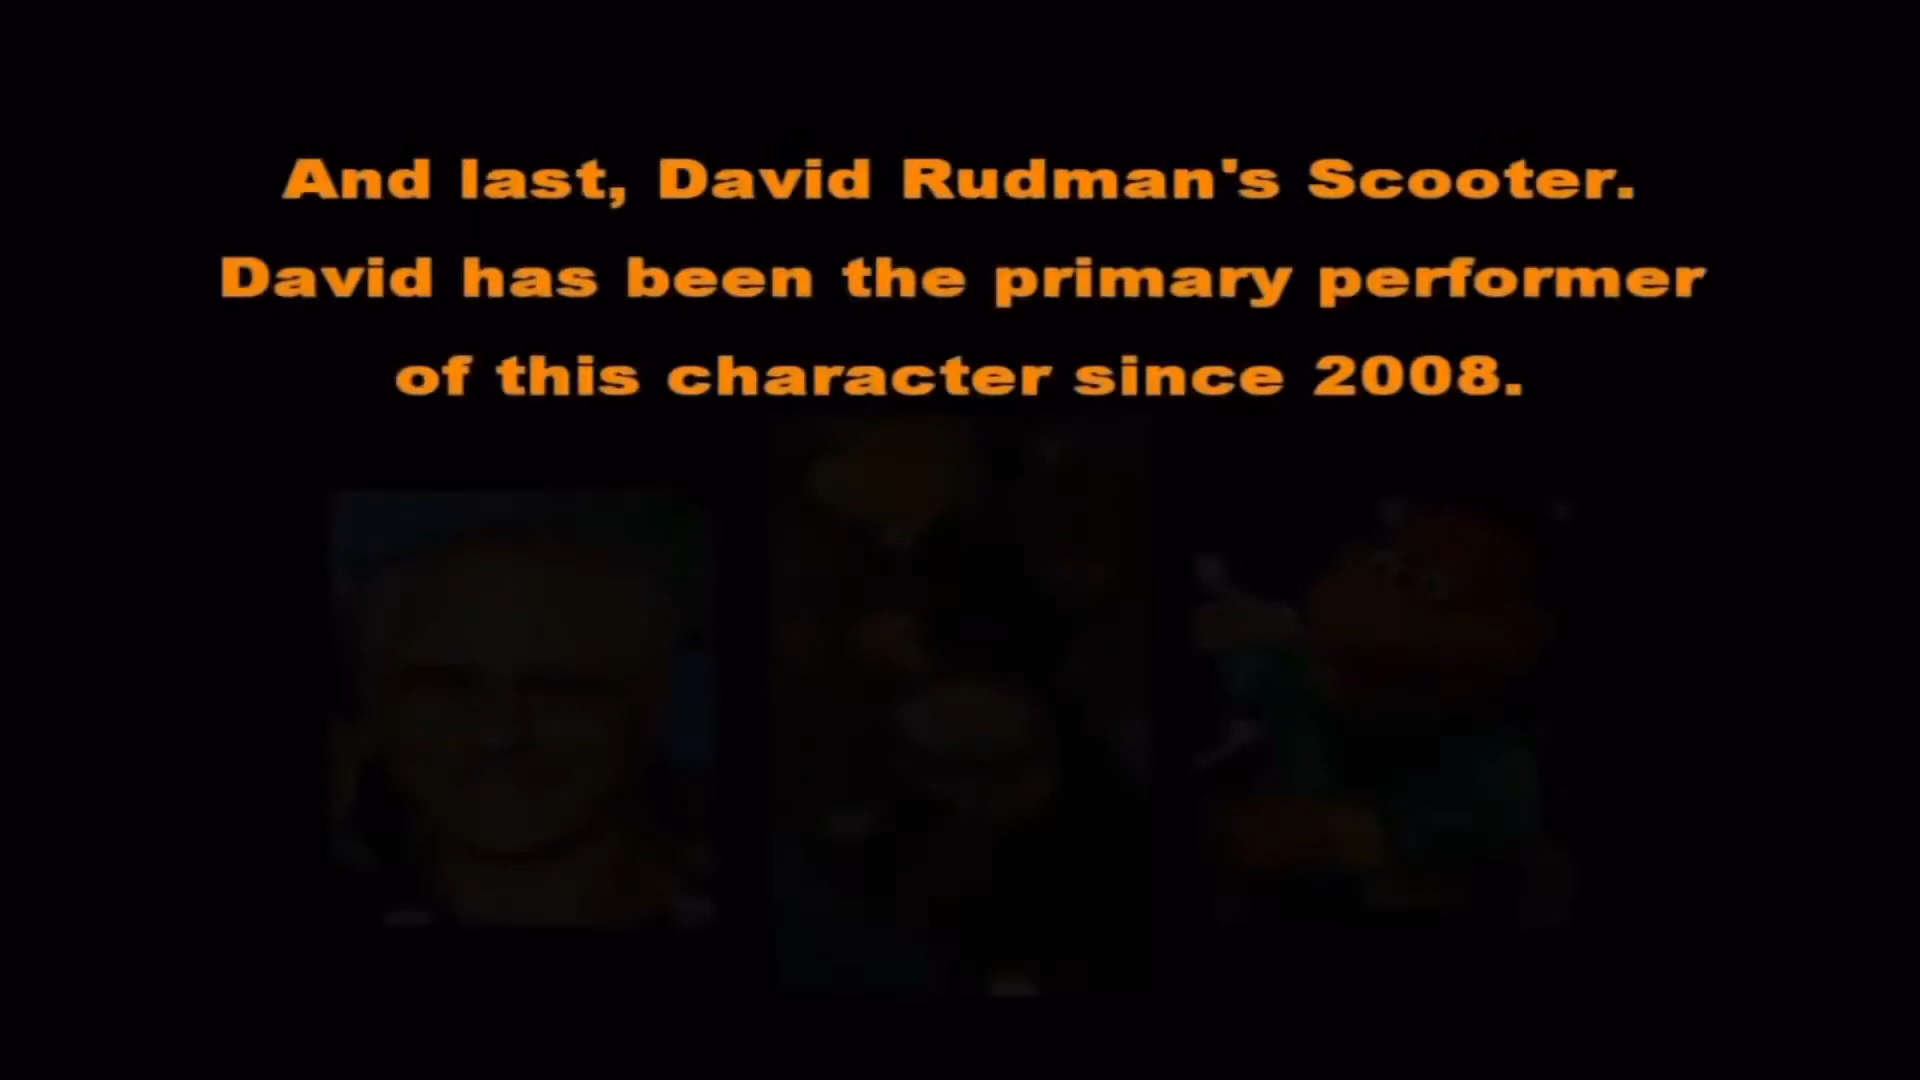 And last, David Rudman's Scooter.
David has been the primary performer
of this character since 2008.